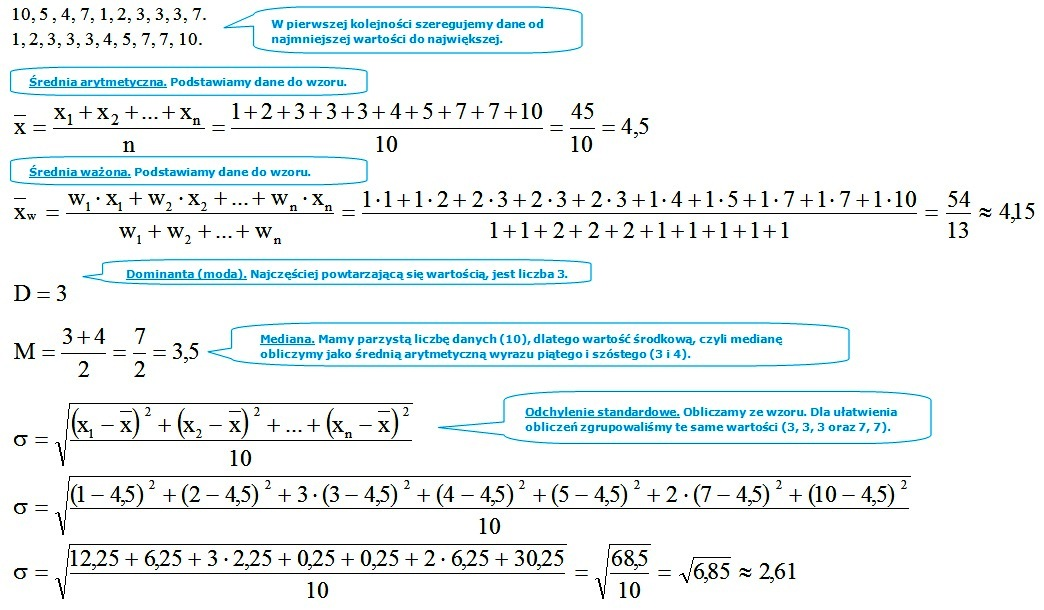 10, 5 , 4, 7, 1, 2, 3, 3, 3, 7.
1, 2, 3, 3, 3, 4, 5, 7, 7, 10.
W pierwszej kolejności szeregujemy dane od
najmniejszej wartości do największej.
Średnia arytmetyczna. Podstawiamy dane do wzoru.
x̄ = (x₁ + x₂ + ... + xₙ) / n = (1+2+3+3+3+4+5+7+7+10) / 10 = 45/10 = 4,5
Średnia ważona. Podstawiamy dane do wzoru.
x̄w = (w₁·x₁ + w₂·x₂ + ... + wₙ·xₙ) / (w₁ + w₂ + ... + wₙ) = (1·1+1·2+2·3+2·3+2·3+1·4+1·5+1·7+1·7+1·10) / (1+1+2+2+2+1+1+1+1+1) = 54/13 ≈ 4,15
Dominanta (moda). Najczęściej powtarzającą się wartością, jest liczba 3.
D = 3
M = (3+4)/2 = 7/2 = 3,5
Mediana. Mamy parzystą liczbę danych (10), dlatego wartość środkową, czyli medianę
obliczymy jako średnią arytmetyczną wyrazu piątego i szóstego (3 i 4).
σ = √(((x₁ − x̄)² + (x₂ − x̄)² + ... + (xₙ − x̄)²) / 10)
Odchylenie standardowe. Obliczamy ze wzoru. Dla ułatwienia
obliczeń zgrupowaliśmy te same wartości (3, 3, 3 oraz 7, 7).
σ = √(((1 − 4,5)² + (2 − 4,5)² + 3·(3 − 4,5)² + (4 − 4,5)² + (5 − 4,5)² + 2·(7 − 4,5)² + (10 − 4,5)²) / 10)
σ = √((12,25 + 6,25 + 3·2,25 + 0,25 + 0,25 + 2·6,25 + 30,25) / 10) = √(68,5/10) = √6,85 ≈ 2,61